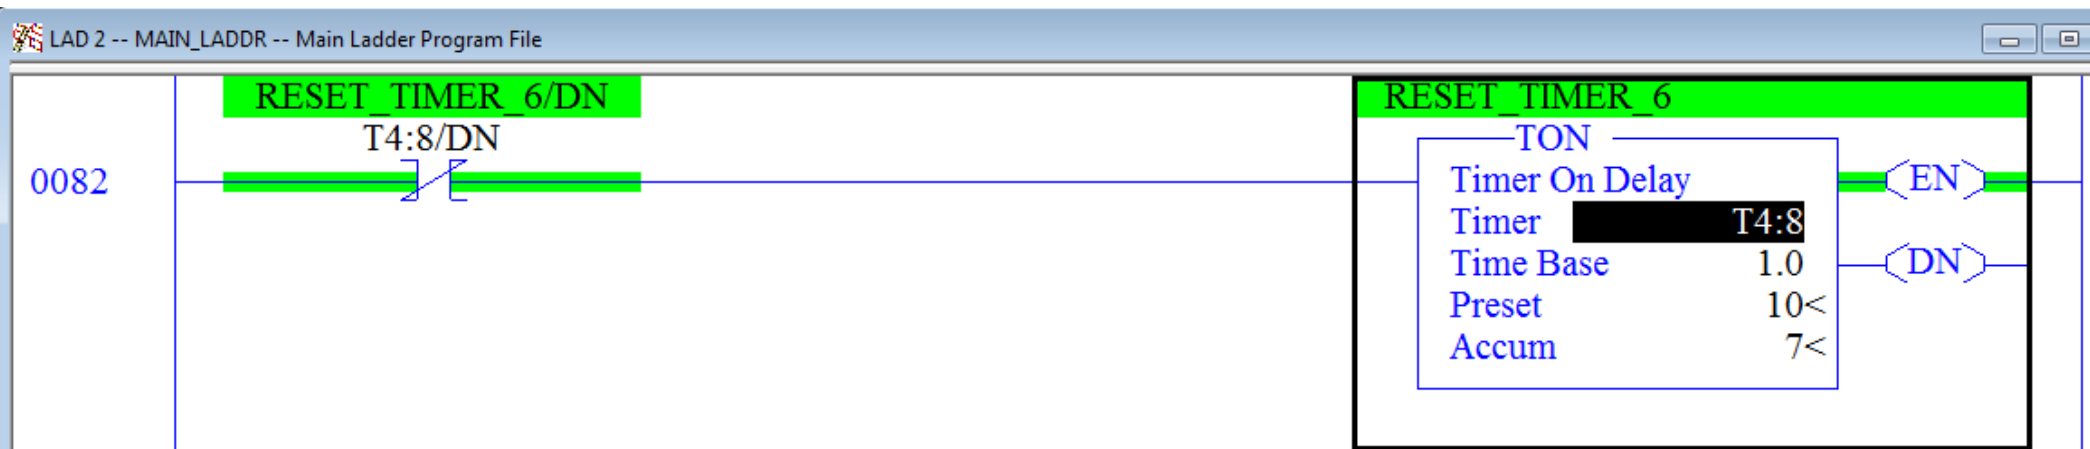 LAD 2 -- MAIN_LADDR -- Main Ladder Program File
RESET_TIMER_6/DN
T4:8/DN
0082
RESET_TIMER_6
TON
Timer On Delay
EN
Timer T4:8
Time Base 1.0
DN
Preset 10<
Accum 7<